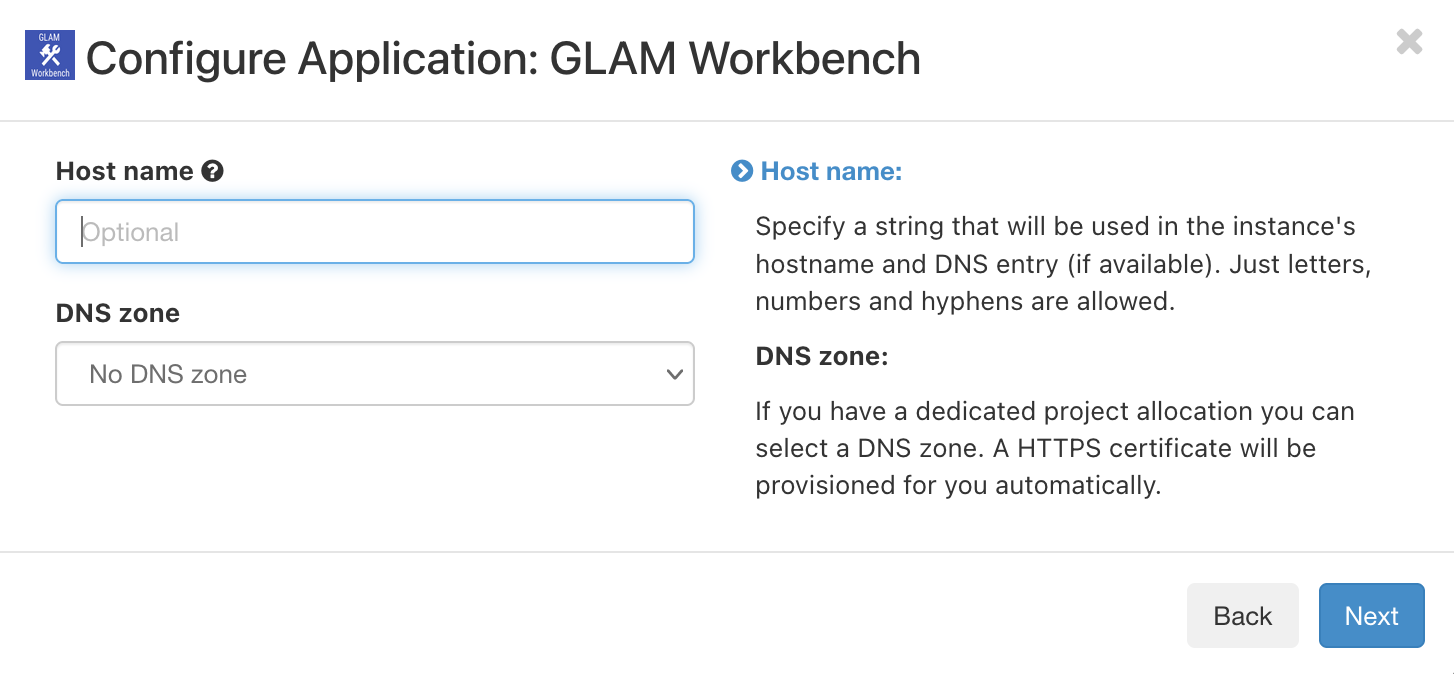 GLAM
Workbench
Configure Application: GLAM Workbench
Host name
Optional
DNS zone
No DNS zone
Host name:
Specify a string that will be used in the instance's
hostname and DNS entry (if available). Just letters,
numbers and hyphens are allowed.
DNS zone:
If you have a dedicated project allocation you can
select a DNS zone. A HTTPS certificate will be
provisioned for you automatically.
Back
Next